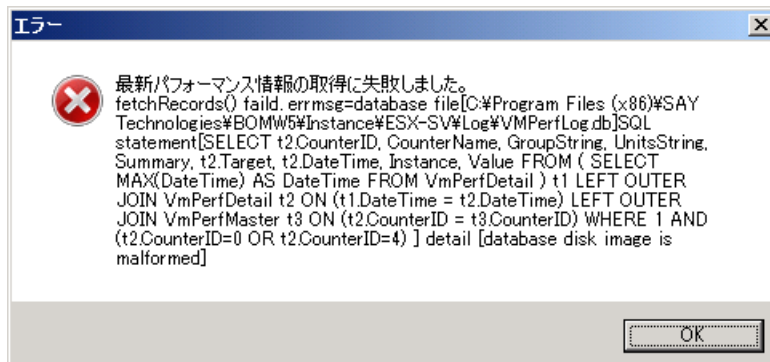 エラー
最新パフォーマンス情報の取得に失敗しました。
fetchRecords() faild. errmsg=database file[C:¥Program Files (x86)¥SAY
Technologies¥BOMW5¥Instance¥ESX-SV¥Log¥VMPerfLog.db]SQL
statement[SELECT t2.CounterID, CounterName, GroupString, UnitsString,
Summary, t2.Target, t2.DateTime, Instance, Value FROM ( SELECT
MAX(DateTime) AS DateTime FROM VmPerfDetail ) t1 LEFT OUTER
JOIN VmPerfDetail t2 ON (t1.DateTime = t2.DateTime) LEFT OUTER
JOIN VmPerfMaster t3 ON (t2.CounterID = t3.CounterID) WHERE 1 AND
(t2.CounterID=0 OR t2.CounterID=4) ] detail [database disk image is
malformed]
OK